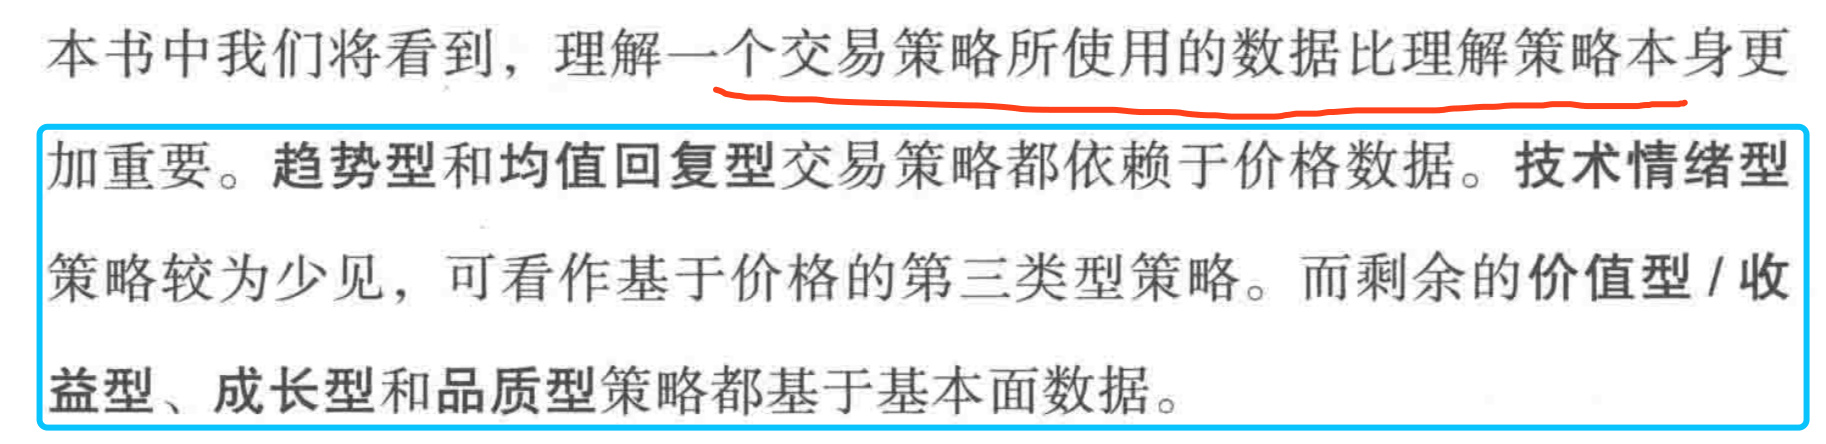 本书中我们将看到，理解一个交易策略所使用的数据比理解策略本身更
加重要。趋势型和均值回复型交易策略都依赖于价格数据。技术情绪型
策略较为少见，可看作基于价格的第三类型策略。而剩余的价值型 / 收
益型、成长型和品质型策略都基于基本面数据。